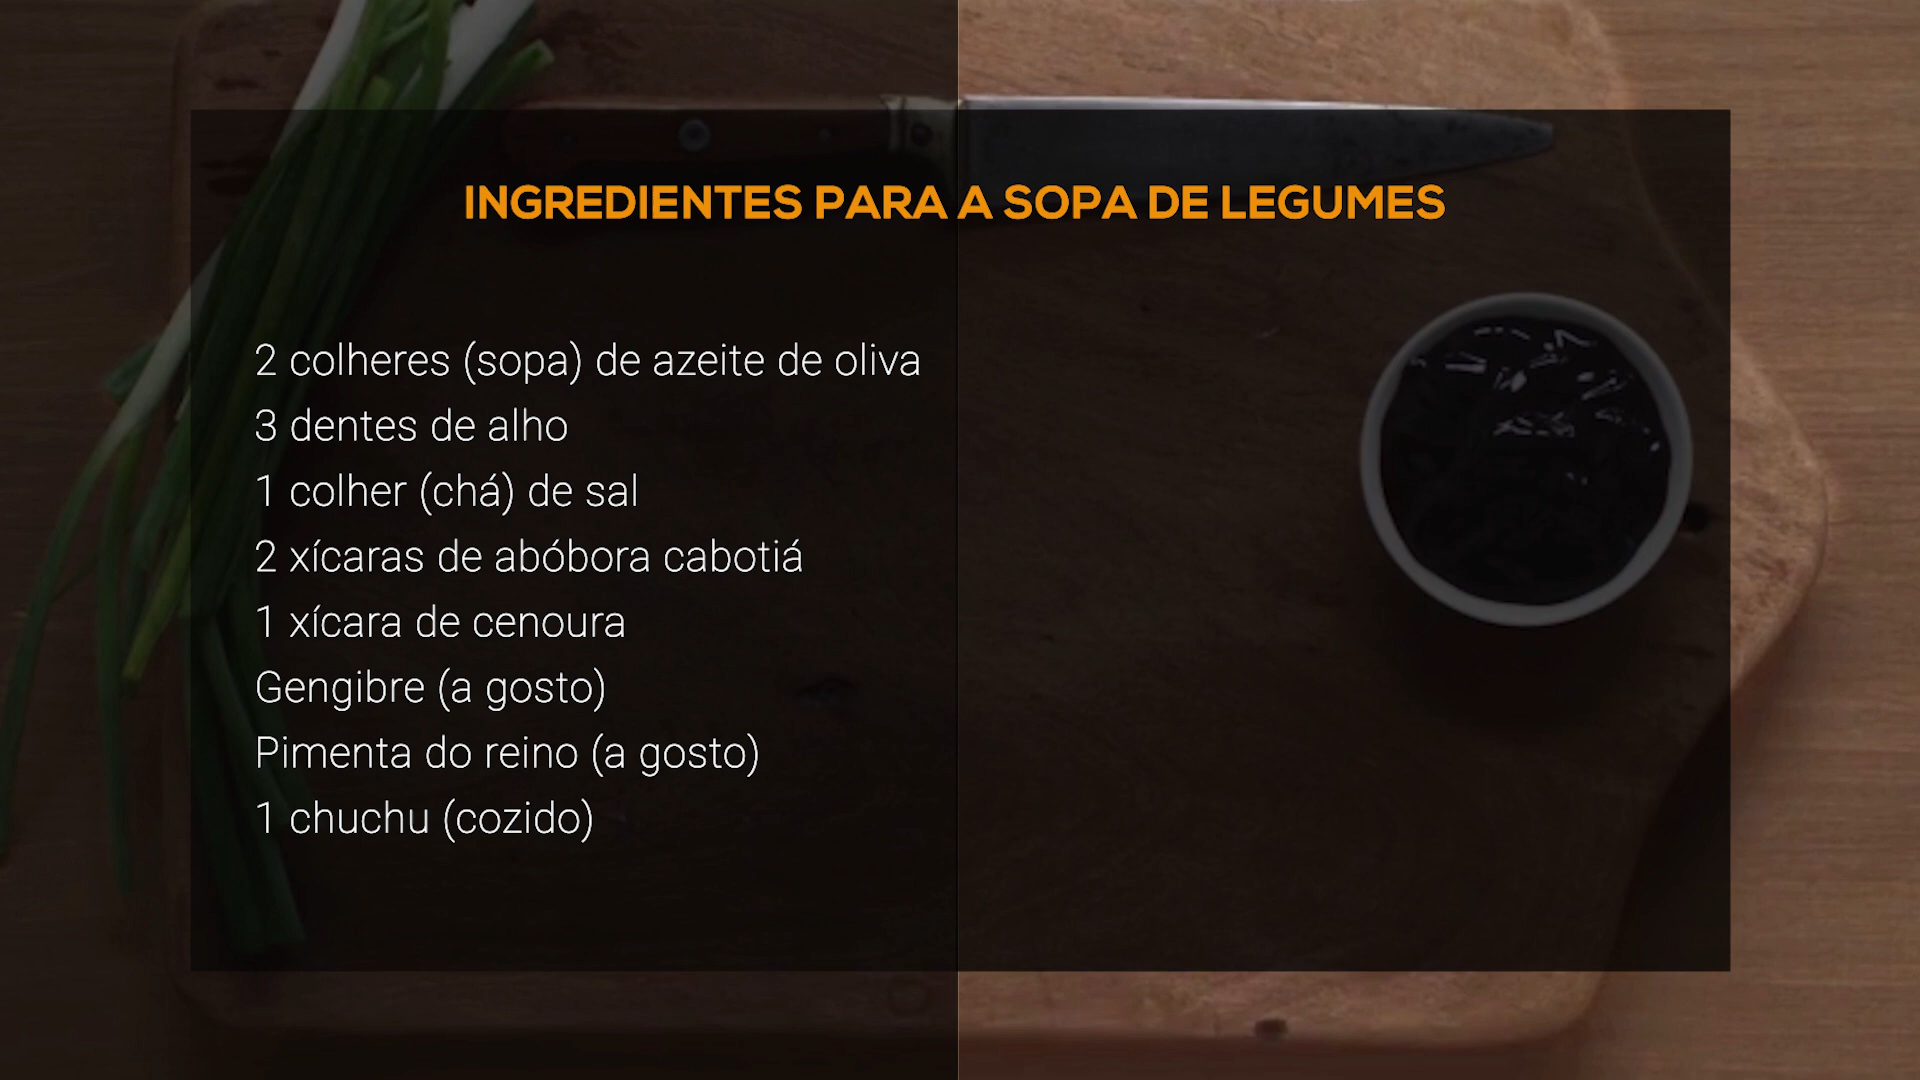 INGREDIENTES PARA A SOPA DE LEGUMES
2 colheres (sopa) de azeite de oliva
3 dentes de alho
1 colher (chá) de sal
2 xícaras de abóbora cabotiá
1 xícara de cenoura
Gengibre (a gosto)
Pimenta do reino (a gosto)
1 chuchu (cozido)